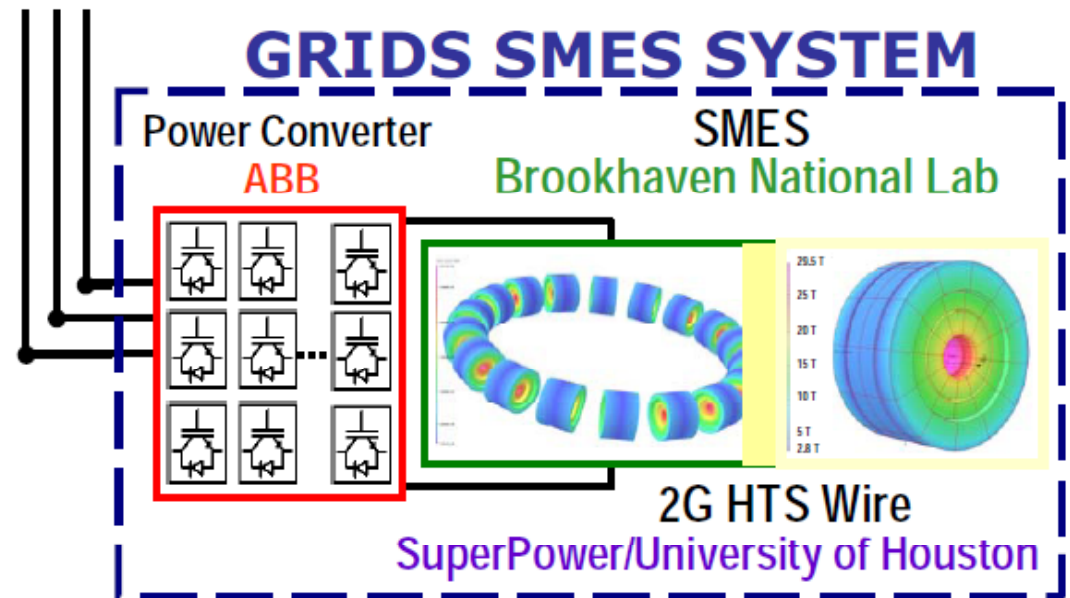 GRIDS SMES SYSTEM
Power Converter
ABB
SMES
Brookhaven National Lab
29.5 T
25 T
20 T
15 T
10 T
5 T
2.8 T
2G HTS Wire
SuperPower/University of Houston